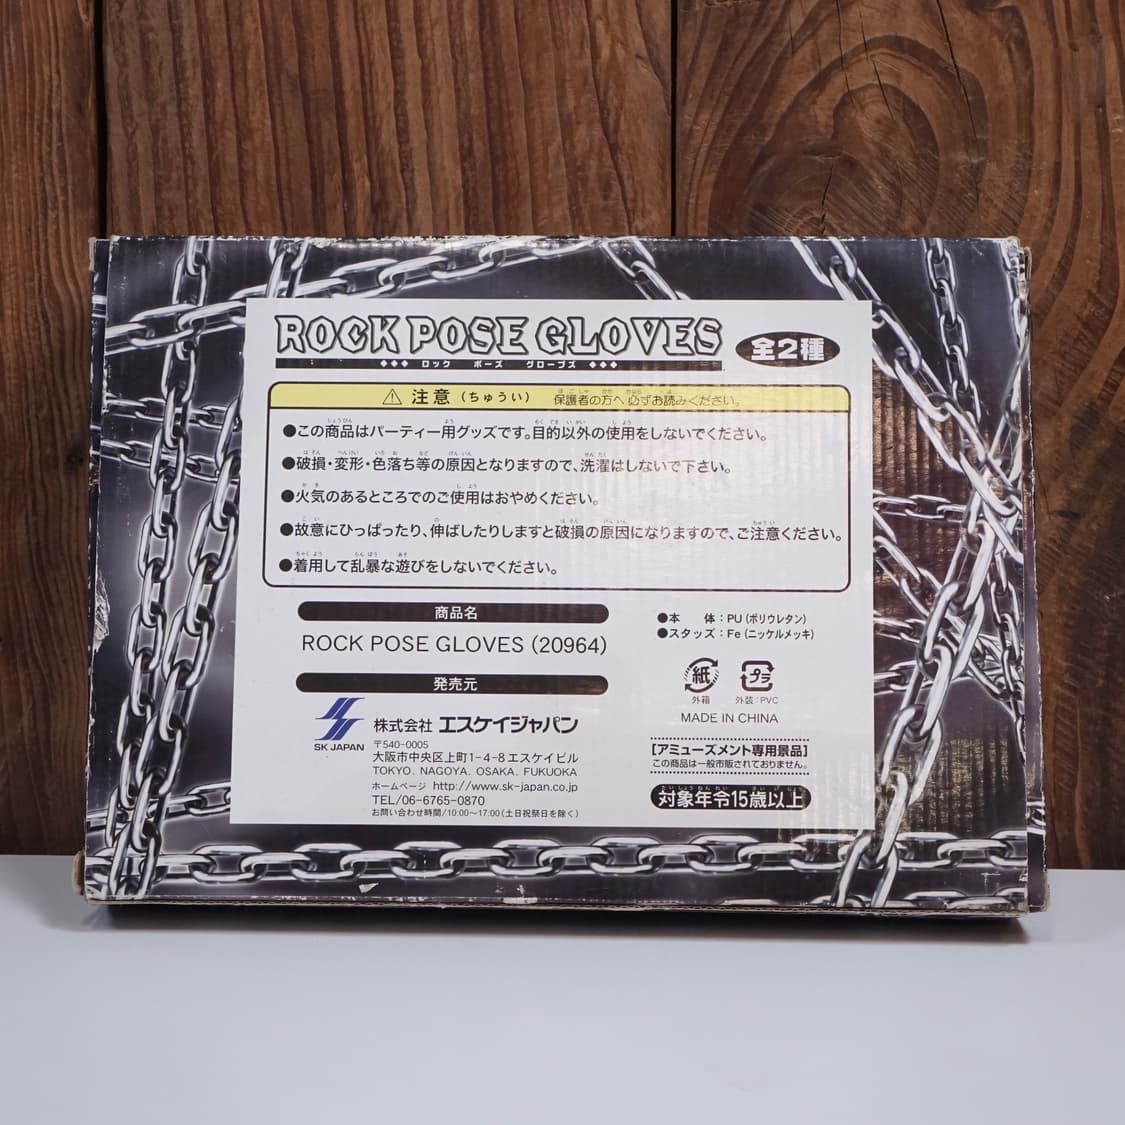 ROCK POSE GLOVES
◆◆◆ ロック ポーズ グローブズ ◆◆◆
全2種
⚠ 注意 (ちゅうい) 保護者の方へ 必ずお読みください。
●この商品はパーティー用グッズです。目的以外の使用をしないでください。
●破損・変形・色落ち等の原因となりますので、洗濯はしないで下さい。
●火気のあるところでのご使用はおやめください。
●故意にひっぱったり、伸ばしたりしますと破損の原因になりますので、ご注意ください。
●着用して乱暴な遊びをしないでください。
商品名
ROCK POSE GLOVES (20964)
発売元
SK JAPAN
株式会社 エスケイジャパン
〒540-0005
大阪市中央区上町1-4-8エスケイビル
TOKYO. NAGOYA. OSAKA. FUKUOKA
ホームページ http://www.sk-japan.co.jp
TEL/06-6765-0870
お問い合わせ時間/10:00〜17:00(土日祝祭日を除く)
●本 体:PU(ポリウレタン)
●スタッズ:Fe(ニッケルメッキ)
紙 プラ
外箱 外装:PVC
MADE IN CHINA
[アミューズメント専用景品]
この商品は一般市販されておりません。
対象年令15歳以上